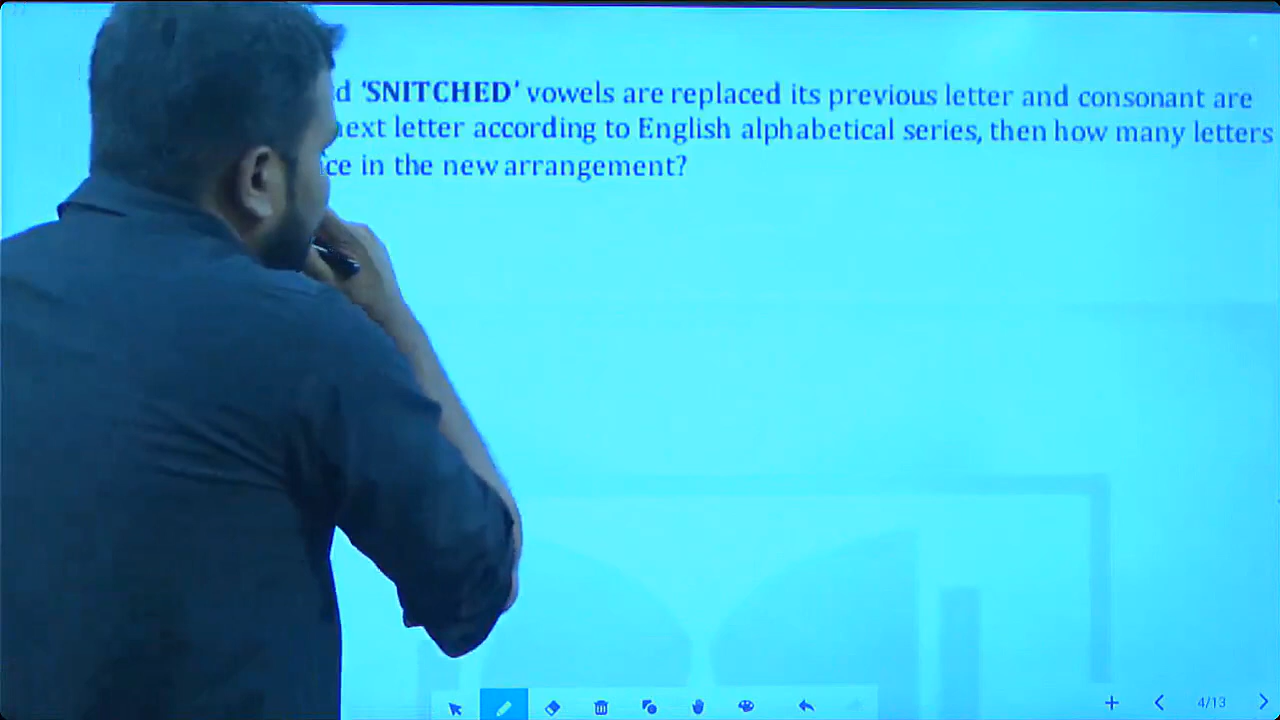 'SNITCHED' vowels are replaced its previous letter and consonant are
next letter according to English alphabetical series, then how many letters
in the new arrangement?
4/13